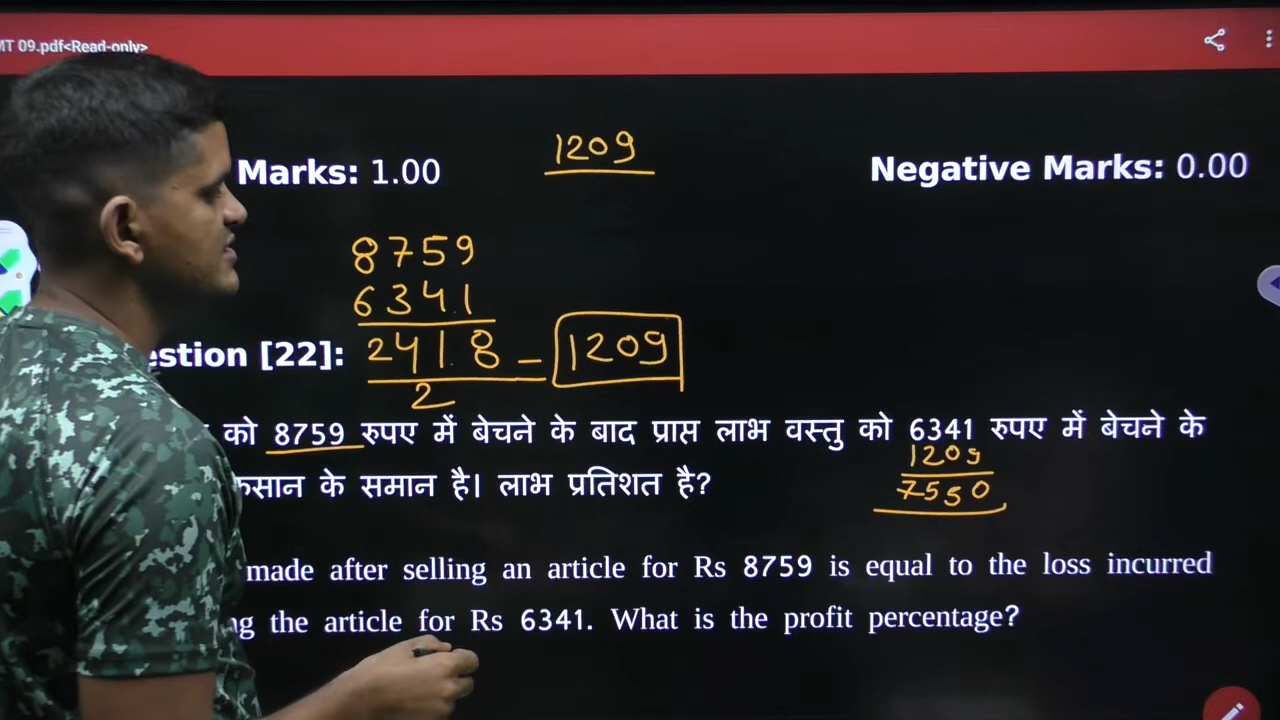 MT 09.pdf<Read-only>
1209
Marks: 1.00 Negative Marks: 0.00
8759
6341
estion [22]: 2418 - 1209
2
को 8759 रुपए में बेचने के बाद प्राप्त लाभ वस्तु को 6341 रुपए में बेचने के
1209
कसान के समान है। लाभ प्रतिशत है?
7550
made after selling an article for Rs 8759 is equal to the loss incurred
ng the article for Rs 6341. What is the profit percentage?